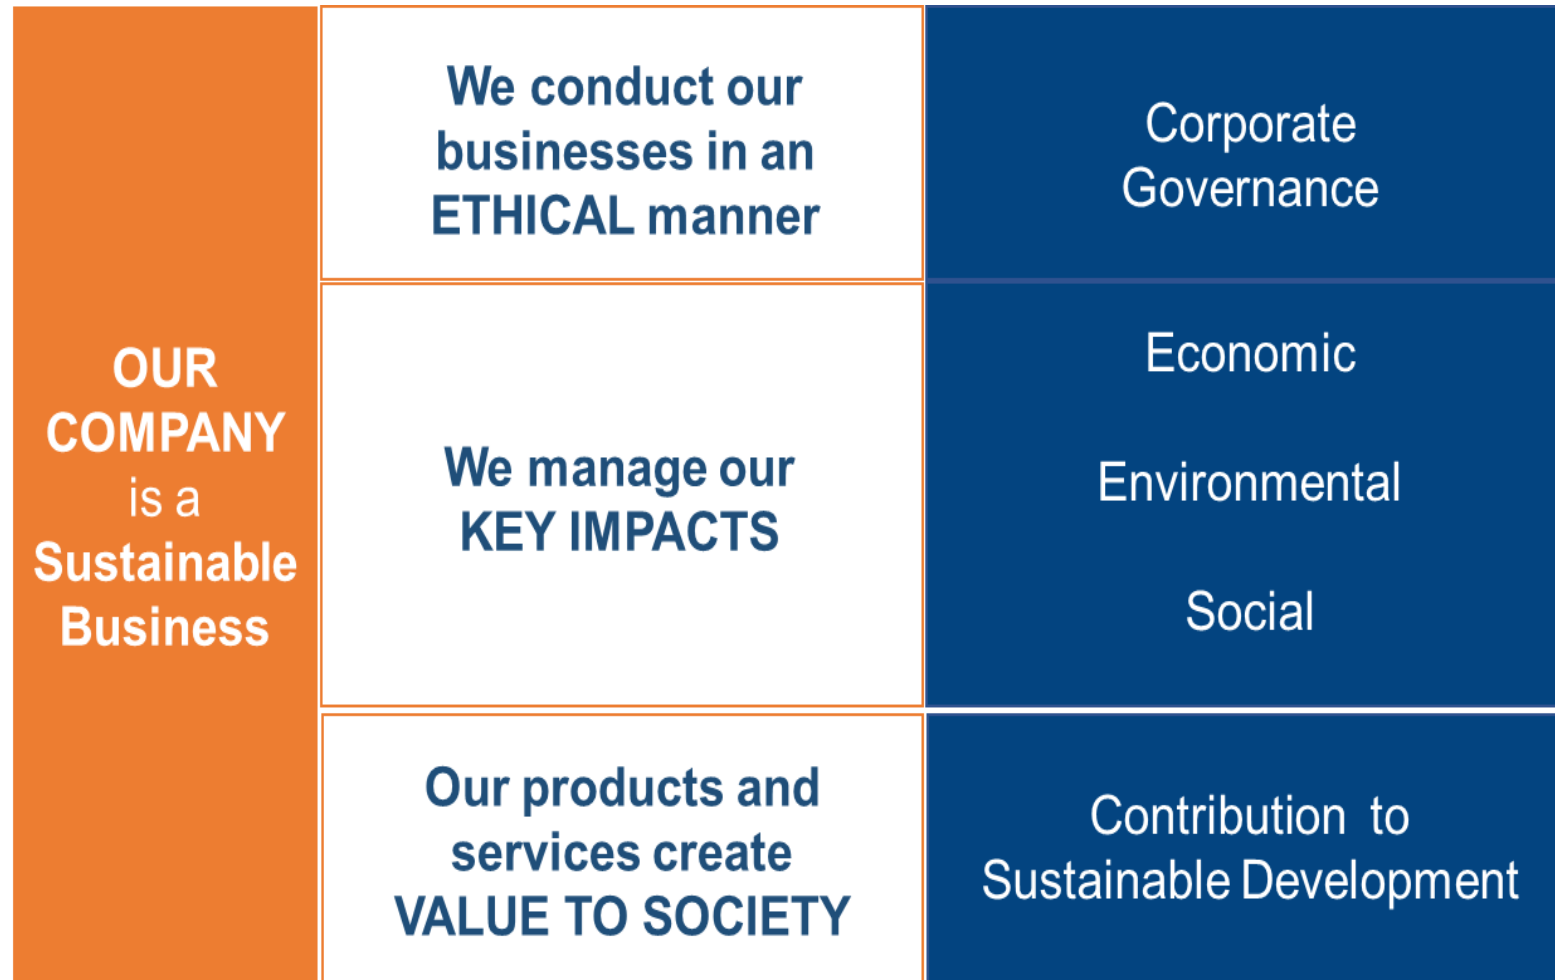 OUR
COMPANY
is a
Sustainable
Business
We conduct our
businesses in an
ETHICAL manner
Corporate
Governance
We manage our
KEY IMPACTS
Economic
Environmental
Social
Our products and
services create
VALUE TO SOCIETY
Contribution to
Sustainable Development